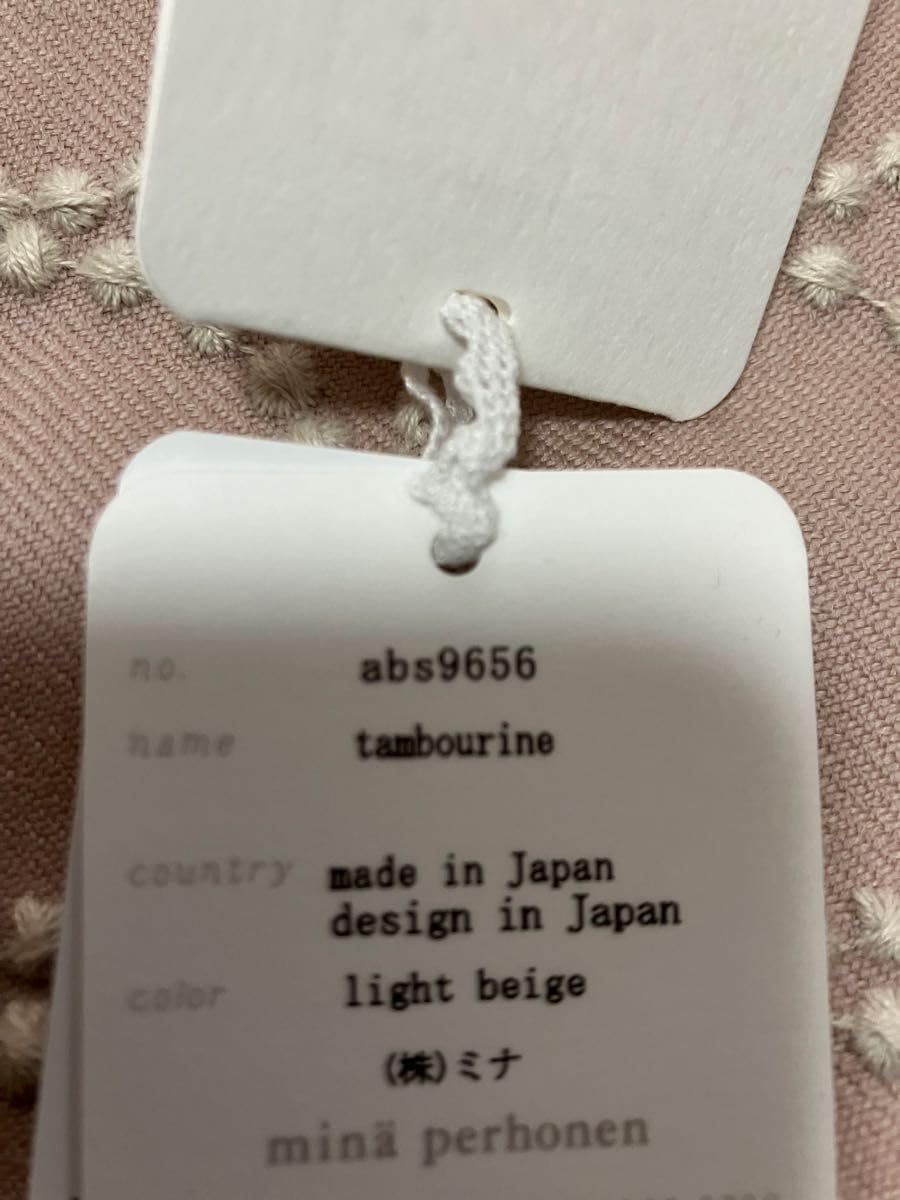 no. abs9656
name tambourine
country made in Japan
design in Japan
color light beige
(株)ミナ
minä perhonen